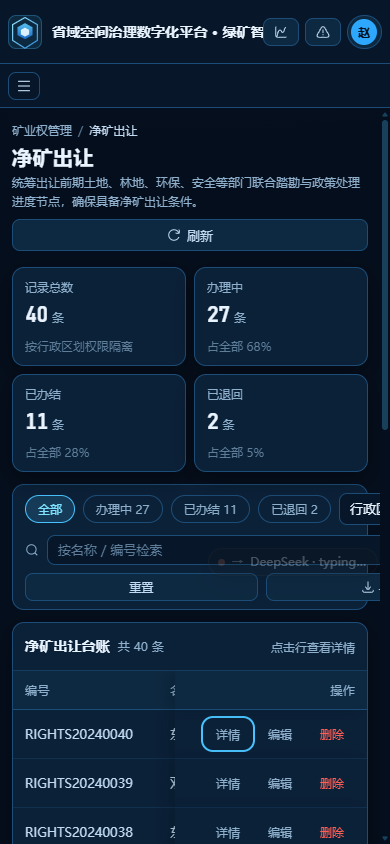 省域空间治理数字化平台 • 绿矿智
赵
矿业权管理 / 净矿出让
净矿出让
统筹出让前期土地、林地、环保、安全等部门联合踏勘与政策处理
进度节点，确保具备净矿出让条件。
刷新
记录总数
40 条
按行政区划权限隔离
办理中
27 条
占全部 68%
已办结
11 条
占全部 28%
已退回
2 条
占全部 5%
全部 办理中 27 已办结 11 已退回 2 行政区
按名称 / 编号检索
→ DeepSeek · typing...
重置
净矿出让台账 共 40 条 点击行查看详情
编号 操作
RIGHTS20240040 详情 编辑 删除
RIGHTS20240039 详情 编辑 删除
RIGHTS20240038 详情 编辑 删除